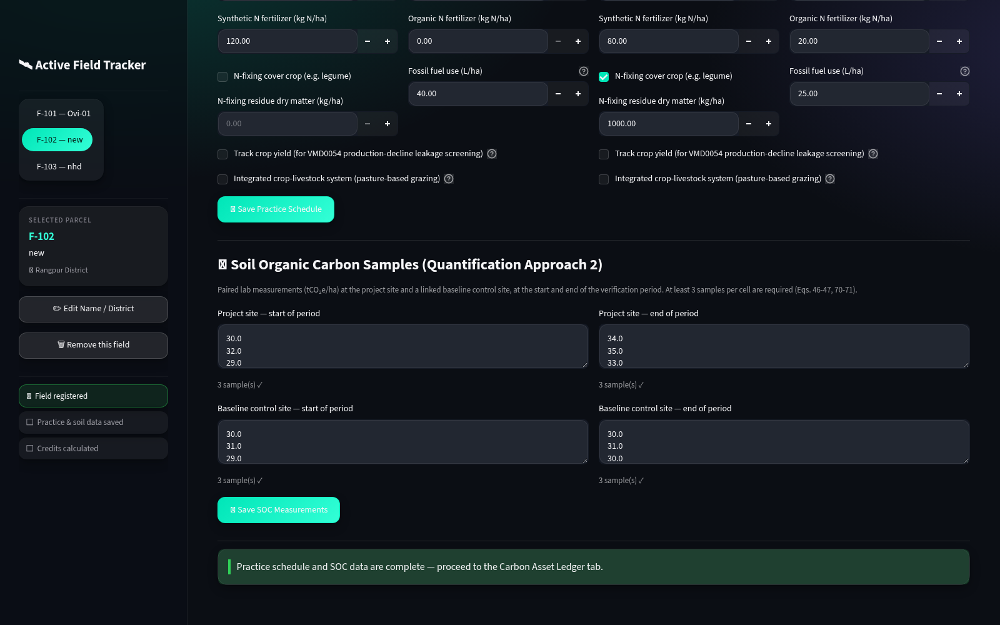 Active Field Tracker
F-101 — Ovi-01
F-102 — new
F-103 — nhd
SELECTED PARCEL
F-102
new
Rangpur District
✏ Edit Name / District
🗑 Remove this field
Field registered
☐ Practice & soil data saved
☐ Credits calculated
Synthetic N fertilizer (kg N/ha)
120.00
Organic N fertilizer (kg N/ha)
0.00
Synthetic N fertilizer (kg N/ha)
80.00
Organic N fertilizer (kg N/ha)
20.00
N-fixing cover crop (e.g. legume)
N-fixing residue dry matter (kg/ha)
0.00
Fossil fuel use (L/ha)
40.00
N-fixing cover crop (e.g. legume)
N-fixing residue dry matter (kg/ha)
1000.00
Fossil fuel use (L/ha)
25.00
Track crop yield (for VMD0054 production-decline leakage screening)
Track crop yield (for VMD0054 production-decline leakage screening)
Integrated crop-livestock system (pasture-based grazing)
Integrated crop-livestock system (pasture-based grazing)
Save Practice Schedule
Soil Organic Carbon Samples (Quantification Approach 2)
Paired lab measurements (tCO₂e/ha) at the project site and a linked baseline control site, at the start and end of the verification period. At least 3 samples per cell are required (Eqs. 46-47, 70-71).
Project site — start of period
30.0
32.0
29.0
3 sample(s) ✓
Project site — end of period
34.0
35.0
33.0
3 sample(s) ✓
Baseline control site — start of period
30.0
31.0
29.0
3 sample(s) ✓
Baseline control site — end of period
30.0
31.0
30.0
3 sample(s) ✓
Save SOC Measurements
Practice schedule and SOC data are complete — proceed to the Carbon Asset Ledger tab.